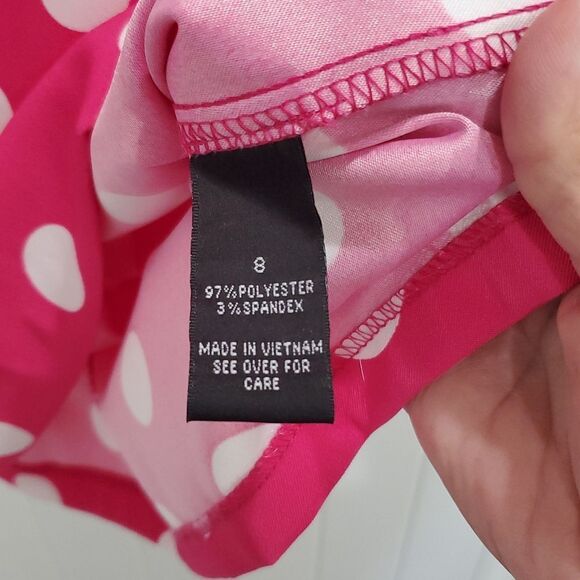 8
97%POLYESTER
3%SPANDEX
MADE IN VIETNAM
SEE OVER FOR
CARE